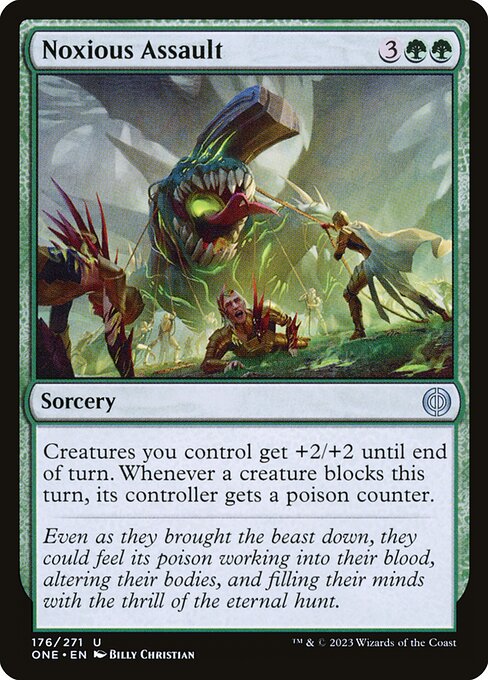 Noxious Assault 3
Sorcery
Creatures you control get +2/+2 until end
of turn. Whenever a creature blocks this
turn, its controller gets a poison counter.
Even as they brought the beast down, they
could feel its poison working into their blood,
altering their bodies, and filling their minds
with the thrill of the eternal hunt.
176/271 U
ONE • EN Billy Christian
™ & © 2023 Wizards of the Coast